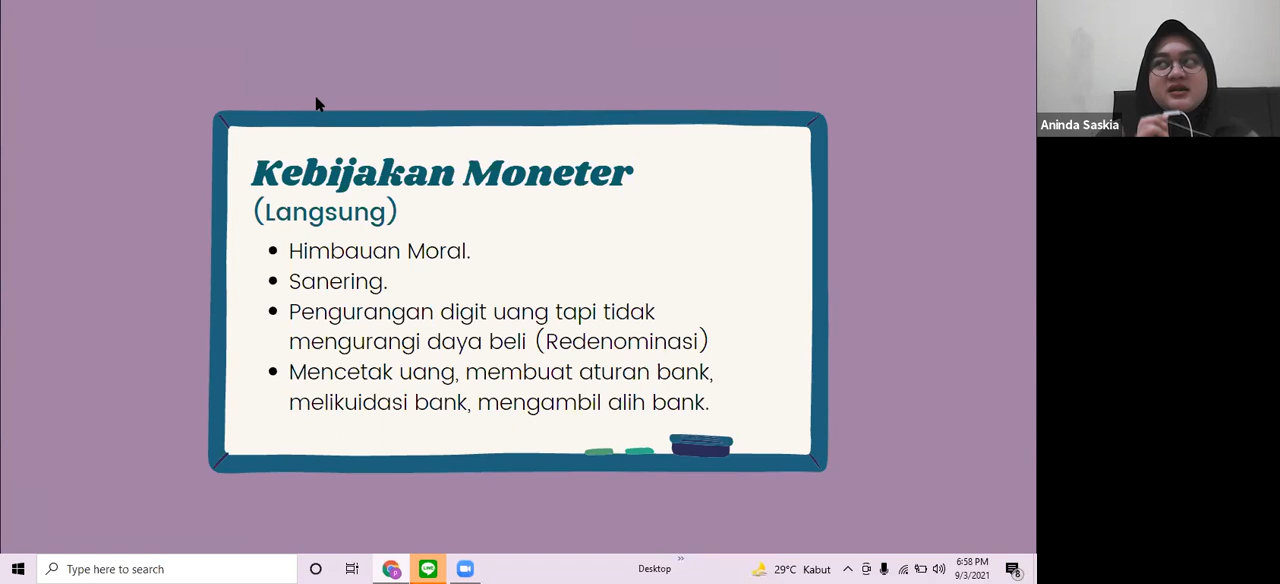 Aninda Saskia
Kebijakan Moneter
(Langsung)
Himbauan Moral.
Sanering.
Pengurangan digit uang tapi tidak
mengurangi daya beli (Redenominasi)
Mencetak uang, membuat aturan bank,
melikuidasi bank, mengambil alih bank.
Type here to search
Desktop
29°C Kabut
6:58 PM
9/3/2021
8